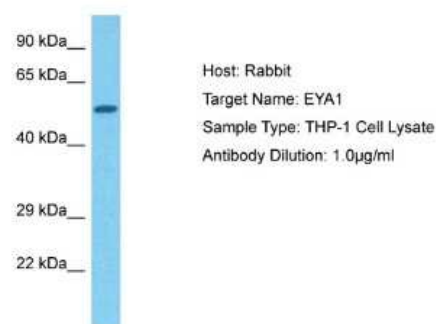 90 kDa
65 kDa
40 kDa
29 kDa
22 kDa
Host: Rabbit
Target Name: EYA1
Sample Type: THP-1 Cell Lysate
Antibody Dilution: 1.0µg/ml